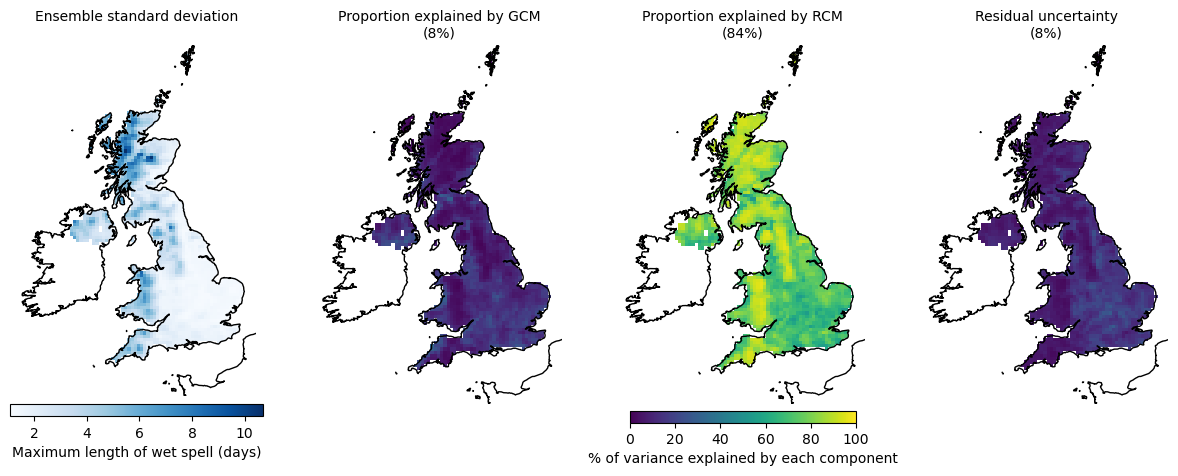 Ensemble standard deviation
Proportion explained by GCM
(8%)
Proportion explained by RCM
(84%)
Residual uncertainty
(8%)
2 4 6 8 10
Maximum length of wet spell (days)
0 20 40 60 80 100
% of variance explained by each component